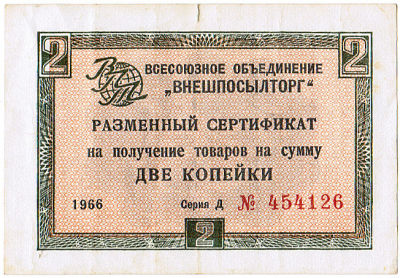 2 2
ВПТ
ВСЕСОЮЗНОЕ ОБЪЕДИНЕНИЕ
„ВНЕШПОСЫЛТОРГ"
РАЗМЕННЫЙ СЕРТИФИКАТ
на получение товаров на сумму
ДВЕ КОПЕЙКИ
1966 Серия Д № 454126
2